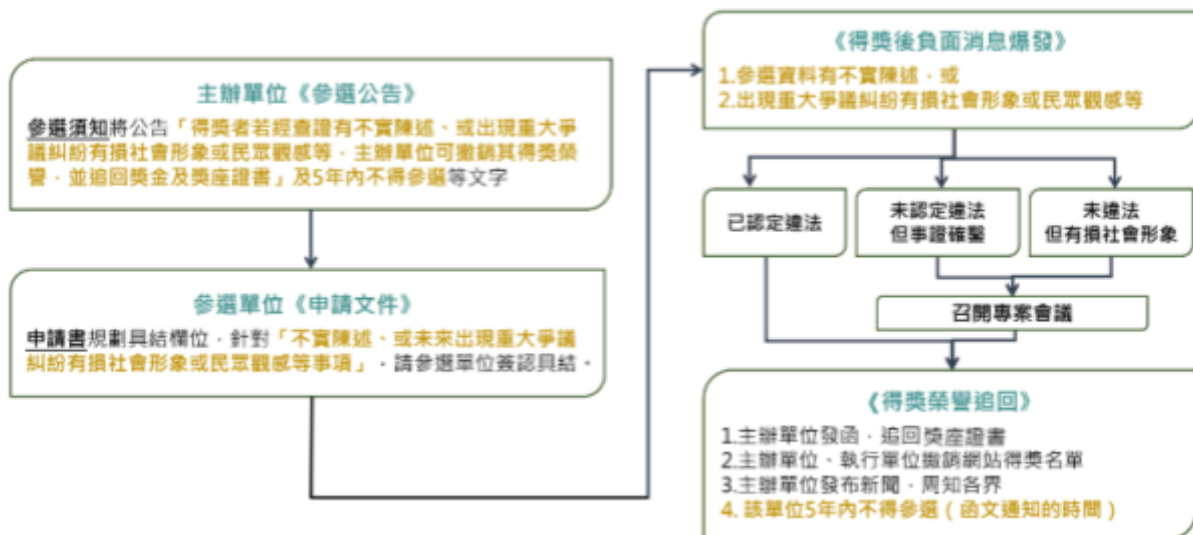 主辦單位《參選公告》
參選須知將公告「得獎者若經查證有不實陳述、或出現重大爭
議糾紛有損社會形象或民眾觀感等，主辦單位可撤銷其得獎榮
譽，並追回獎金及獎座證書」及5年內不得參選等文字
參選單位《申請文件》
申請書規劃具結欄位，針對「不實陳述、或未來出現重大爭議
糾紛有損社會形象或民眾觀感等事項」，請參選單位簽認具結。
《得獎後負面消息爆發》
1.參選資料有不實陳述，或
2.出現重大爭議糾紛有損社會形象或民眾觀感等
已認定違法
未認定違法
但事證確鑿
未違法
但有損社會形象
召開專案會議
《得獎榮譽追回》
1.主辦單位發函，追回獎座證書
2.主辦單位、執行單位撤銷網站得獎名單
3.主辦單位發布新聞，周知各界
4. 該單位5年內不得參選（函文通知的時間）